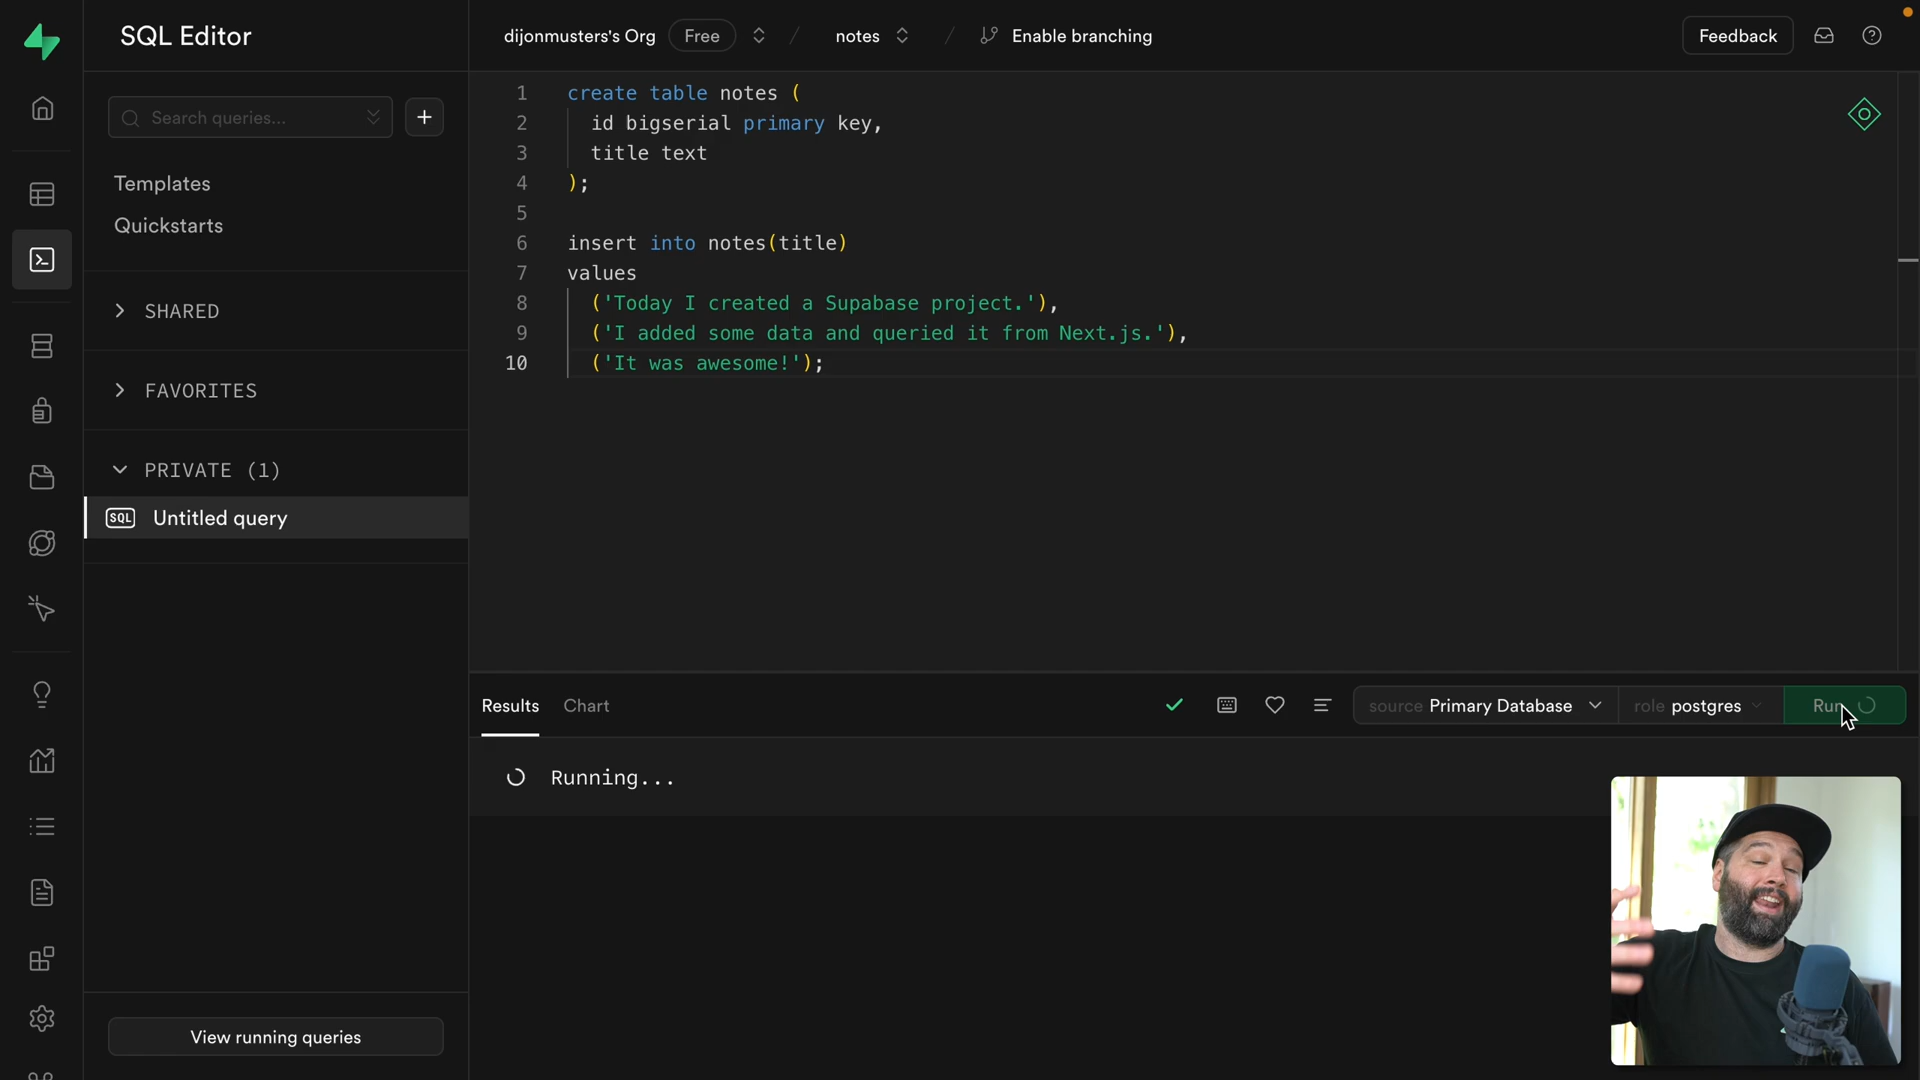 SQL Editor
dijonmusters's Org
Free
/
notes
/
Enable branching
Feedback
Search queries...
Templates
Quickstarts
SHARED
FAVORITES
PRIVATE (1)
SQL
Untitled query
View running queries
1 create table notes (
2 id bigserial primary key,
3 title text
4 );
5
6 insert into notes(title)
7 values
8 ('Today I created a Supabase project.'),
9 ('I added some data and queried it from Next.js.'),
10 ('It was awesome!');
Results
Chart
source Primary Database
role postgres
Run
Running...